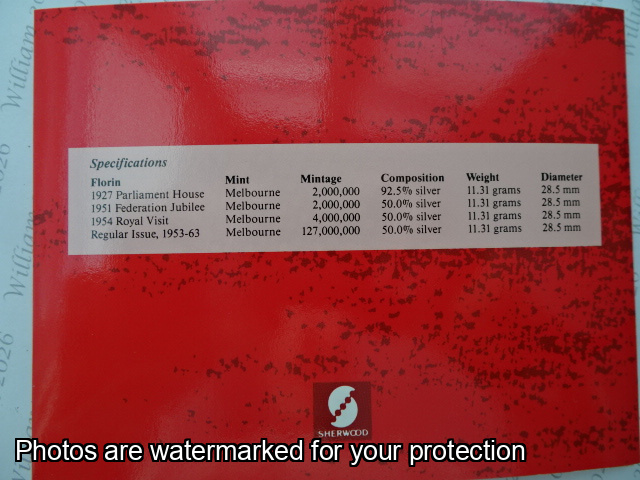 Specifications
Florin Mint Mintage Composition Weight Diameter
1927 Parliament House Melbourne 2,000,000 92.5% silver 11.31 grams 28.5 mm
1951 Federation Jubilee Melbourne 2,000,000 50.0% silver 11.31 grams 28.5 mm
1954 Royal Visit Melbourne 4,000,000 50.0% silver 11.31 grams 28.5 mm
Regular Issue, 1953-63 Melbourne 127,000,000 50.0% silver 11.31 grams 28.5 mm
SHERWOOD
Photos are watermarked for your protection